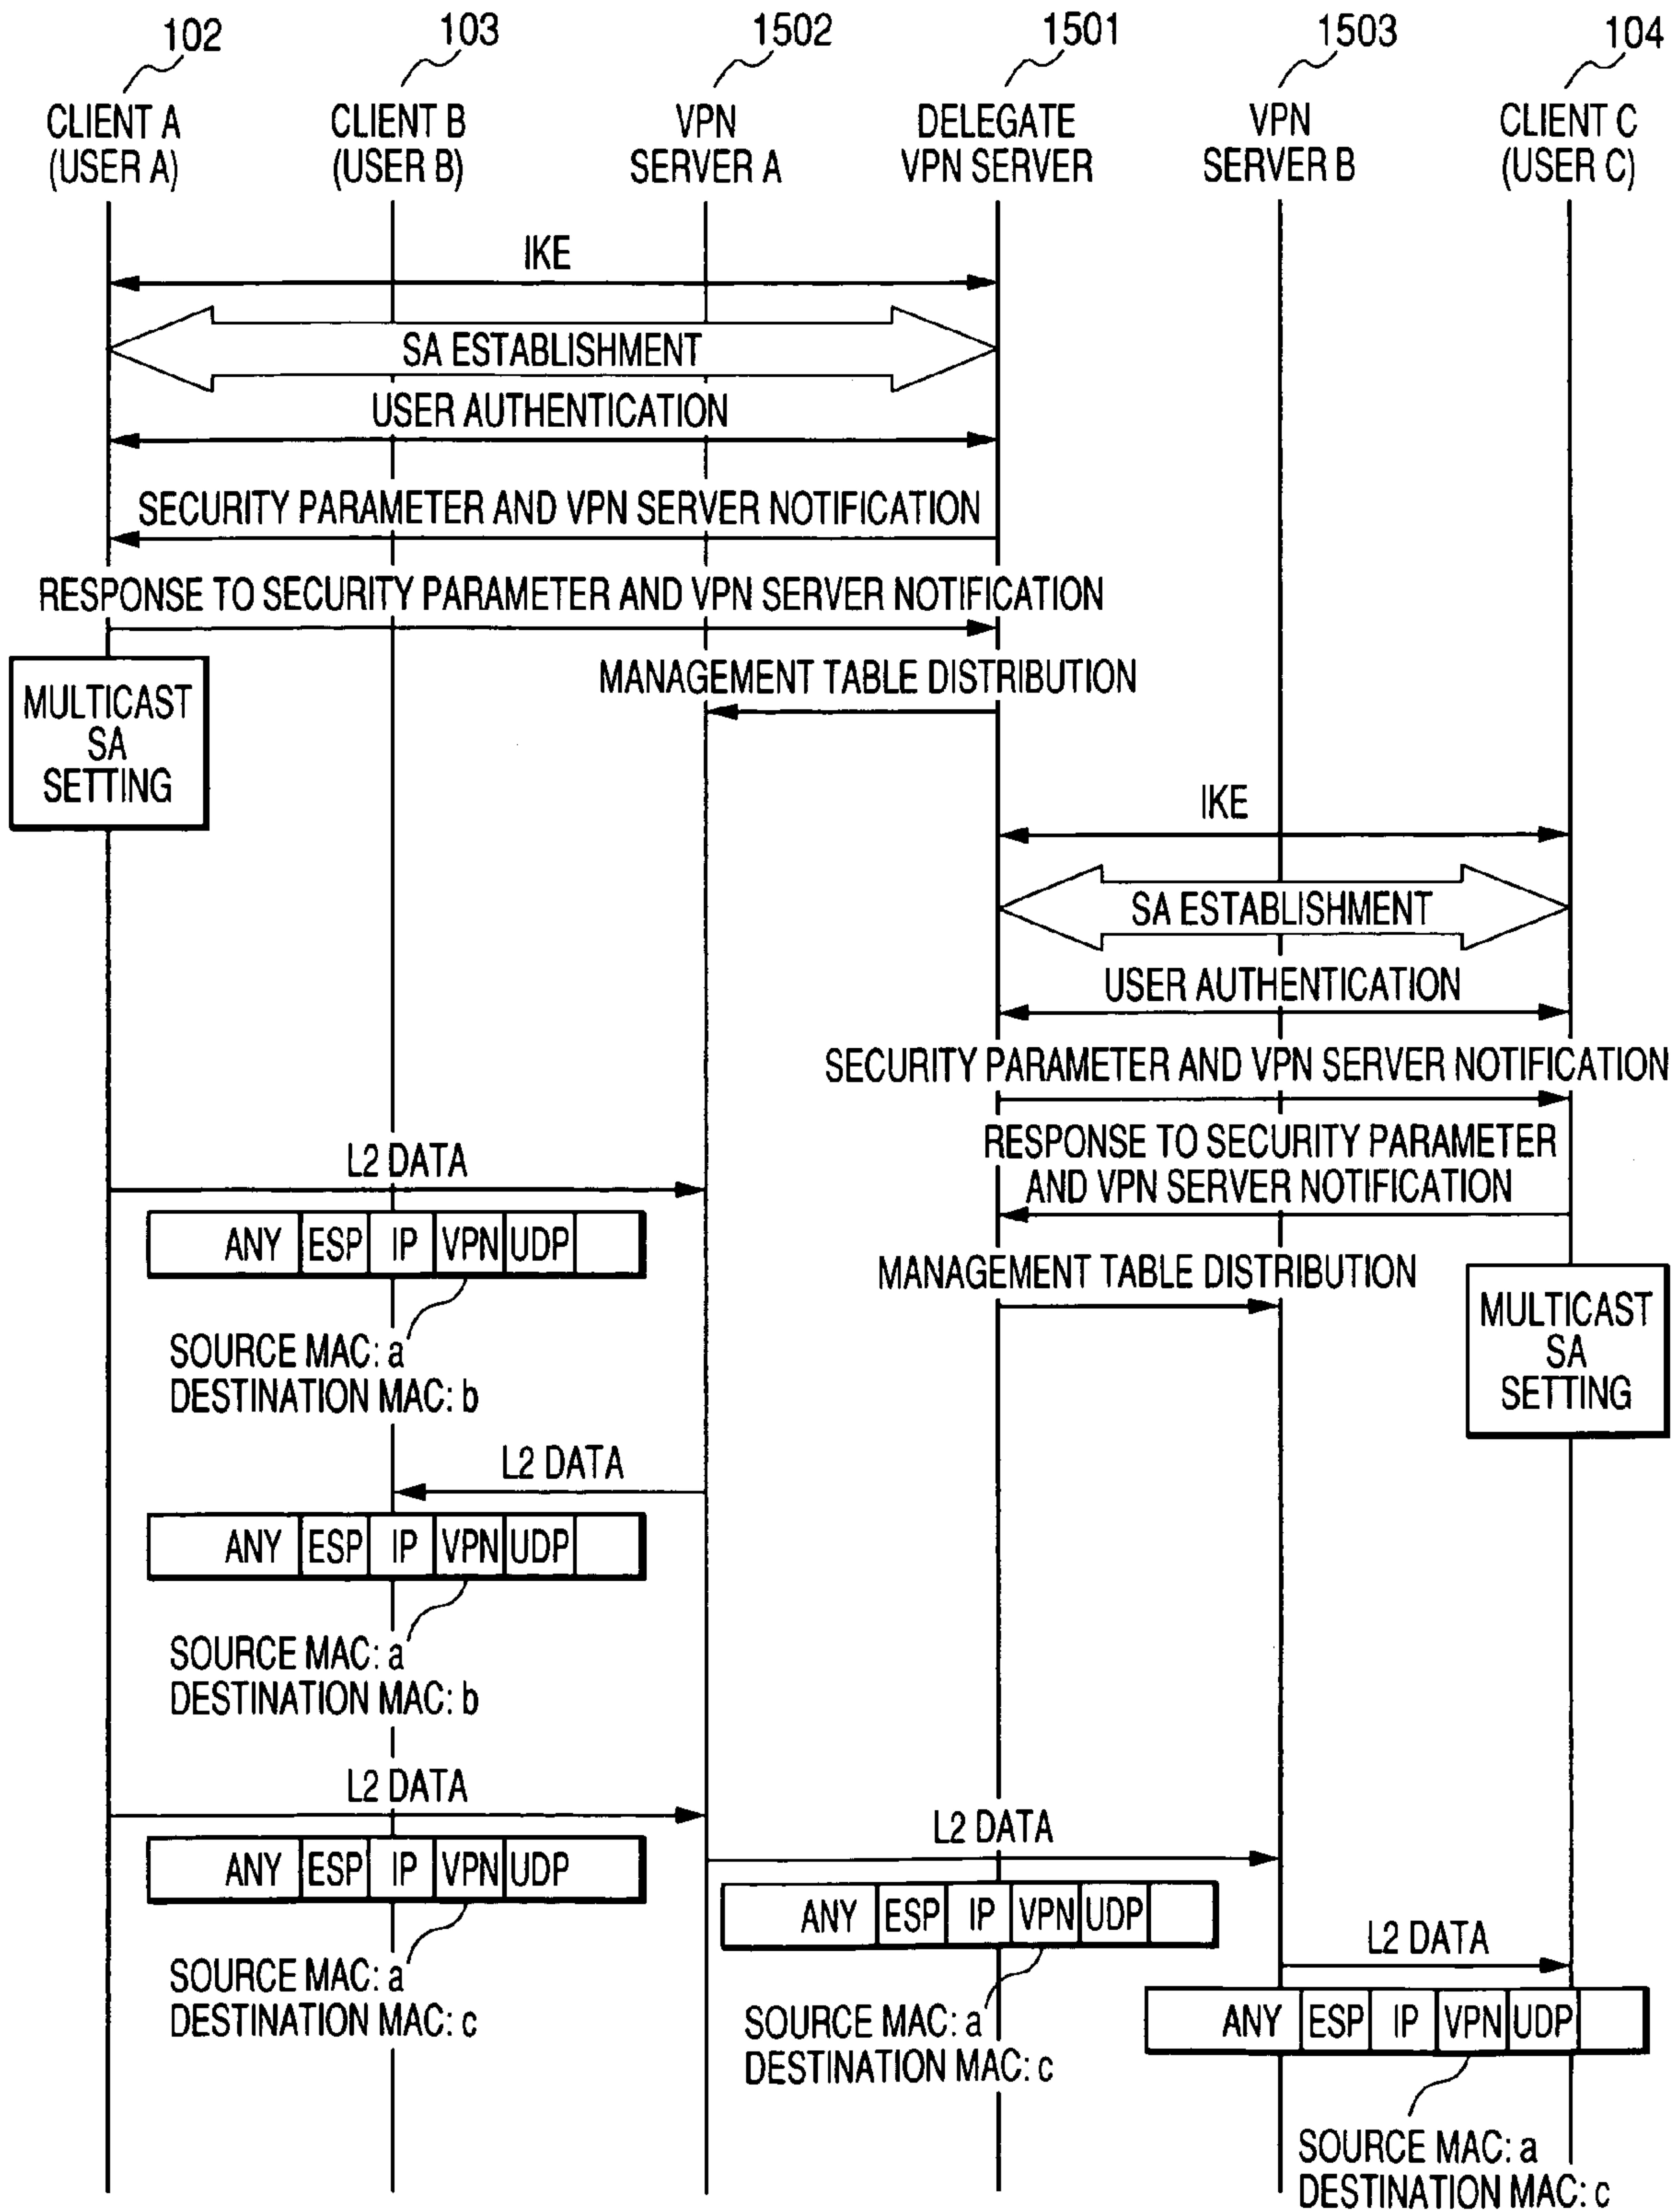 102
103
1502
1501
1503
104
CLIENT A
(USER A)
CLIENT B
(USER B)
VPN
SERVER A
DELEGATE
VPN SERVER
VPN
SERVER B
CLIENT C
(USER C)
IKE
SA ESTABLISHMENT
USER AUTHENTICATION
SECURITY PARAMETER AND VPN SERVER NOTIFICATION
RESPONSE TO SECURITY PARAMETER AND VPN SERVER NOTIFICATION
MULTICAST
SA
SETTING
MANAGEMENT TABLE DISTRIBUTION
IKE
SA ESTABLISHMENT
USER AUTHENTICATION
SECURITY PARAMETER AND VPN SERVER NOTIFICATION
RESPONSE TO SECURITY PARAMETER
AND VPN SERVER NOTIFICATION
MANAGEMENT TABLE DISTRIBUTION
MULTICAST
SA
SETTING
L2 DATA
ANY ESP IP VPN UDP
SOURCE MAC: a
DESTINATION MAC: b
L2 DATA
ANY ESP IP VPN UDP
SOURCE MAC: a
DESTINATION MAC: b
L2 DATA
ANY ESP IP VPN UDP
SOURCE MAC: a
DESTINATION MAC: c
L2 DATA
ANY ESP IP VPN UDP
SOURCE MAC: a
DESTINATION MAC: c
L2 DATA
ANY ESP IP VPN UDP
SOURCE MAC: a
DESTINATION MAC: c